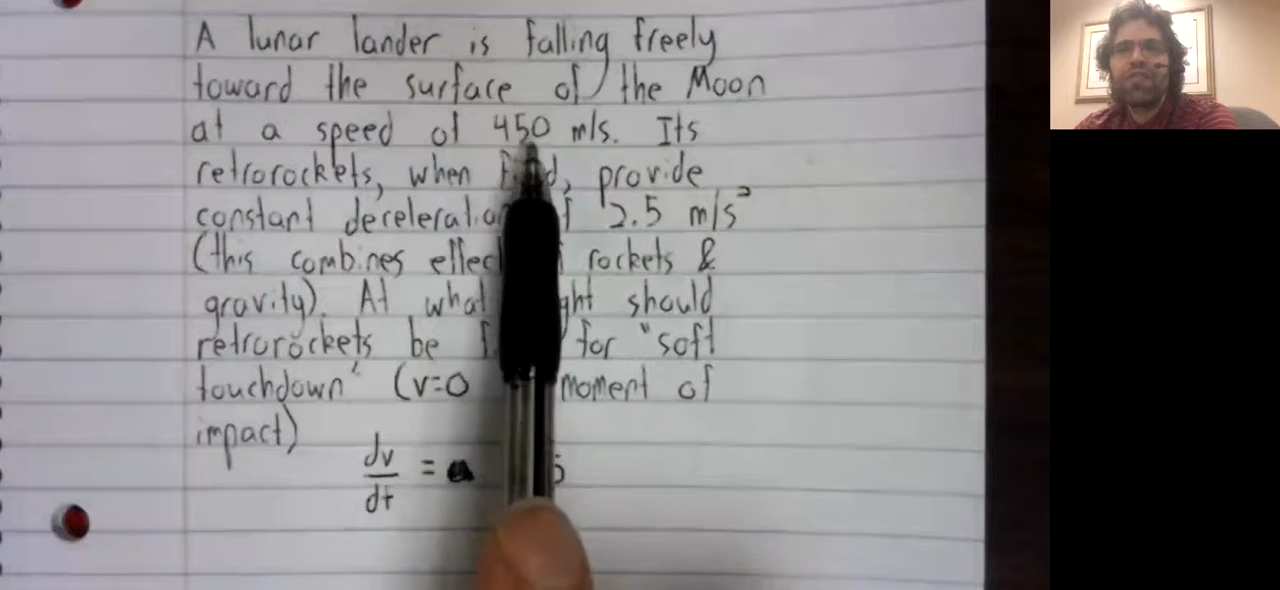 A lunar lander is falling freely
toward the surface of the Moon
at a speed of 450 m/s. Its
retrorockets, when provide
constant 2.5 m/s²
(this combines rockets &
gravity). At what should
retrorockets be for "soft
touchdown" (v=0 moment of
impact)
dv/dt =